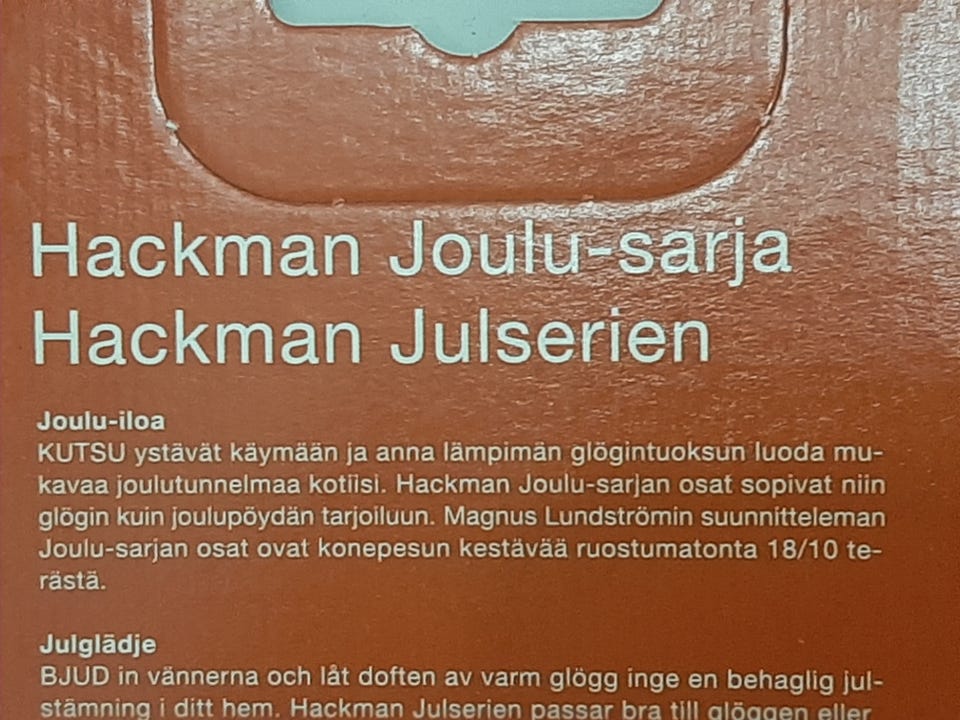 Hackman Joulu-sarja
Hackman Julserien
Joulu-iloa
KUTSU ystävät käymään ja anna lämpimän glögintuoksun luoda mu-
kavaa joulutunnelmaa kotiisi. Hackman Joulu-sarjan osat sopivat niin
glögin kuin joulupöydän tarjoiluun. Magnus Lundströmin suunnitteleman
Joulu-sarjan osat ovat konepesun kestävää ruostumatonta 18/10 te-
rästä.
Julglädje
BJUD in vännerna och låt doften av varm glögg inge en behaglig jul-
stämning i ditt hem. Hackman Julserien passar bra till glöggen eller